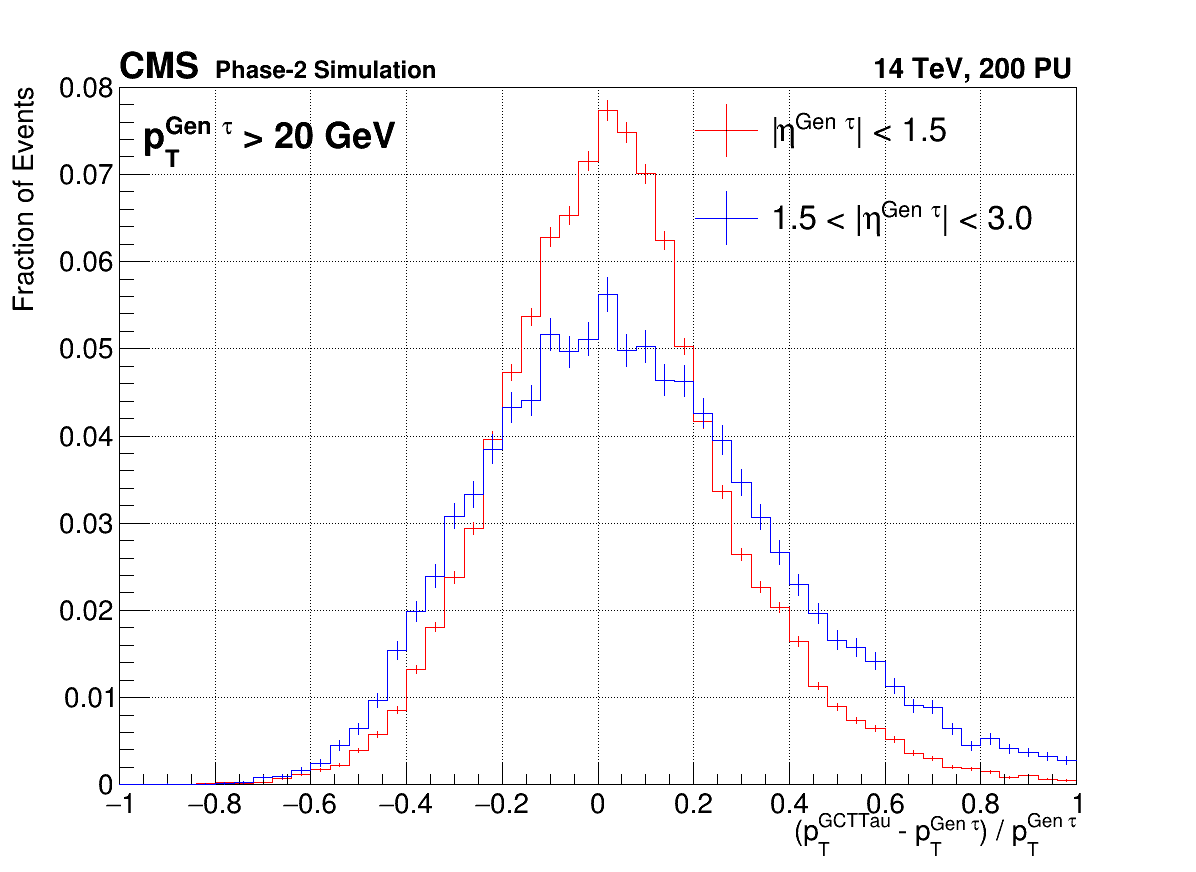 CMS Phase-2 Simulation 14 TeV, 200 PU
Fraction of Events
p_T^{Gen τ} > 20 GeV
|η^{Gen τ}| < 1.5
1.5 < |η^{Gen τ}| < 3.0
0.08
0.07
0.06
0.05
0.04
0.03
0.02
0.01
0
−1 −0.8 −0.6 −0.4 −0.2 0 0.2 0.4 0.6 0.8 1
(p_T^{GCTTau} - p_T^{Gen τ}) / p_T^{Gen τ}